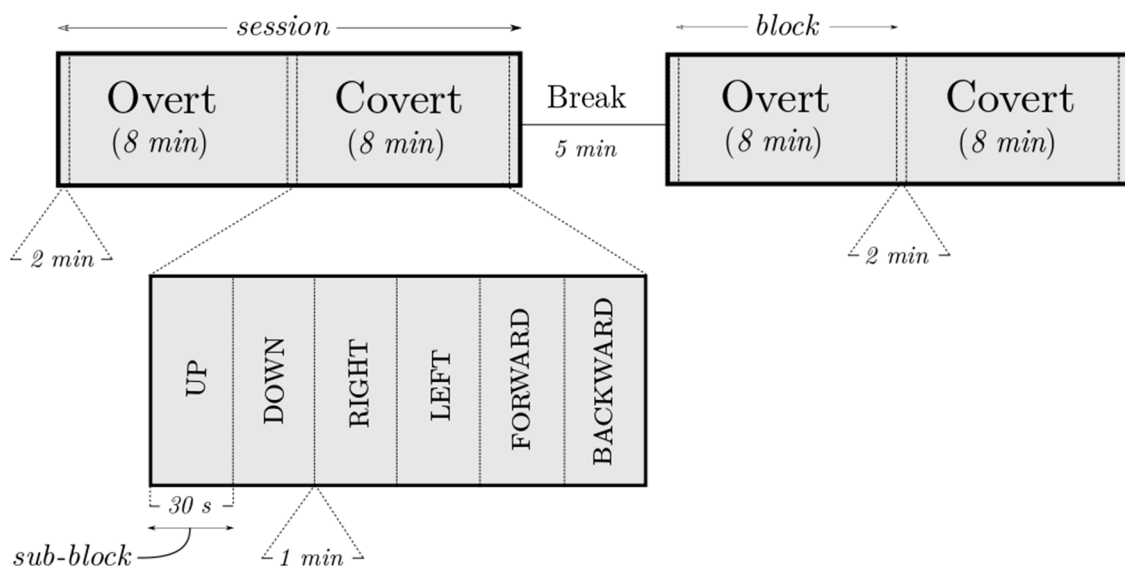 session
block
Overt
(8 min)
Covert
(8 min)
Break
5 min
Overt
(8 min)
Covert
(8 min)
2 min
2 min
UP
DOWN
RIGHT
LEFT
FORWARD
BACKWARD
30 s
sub-block
1 min